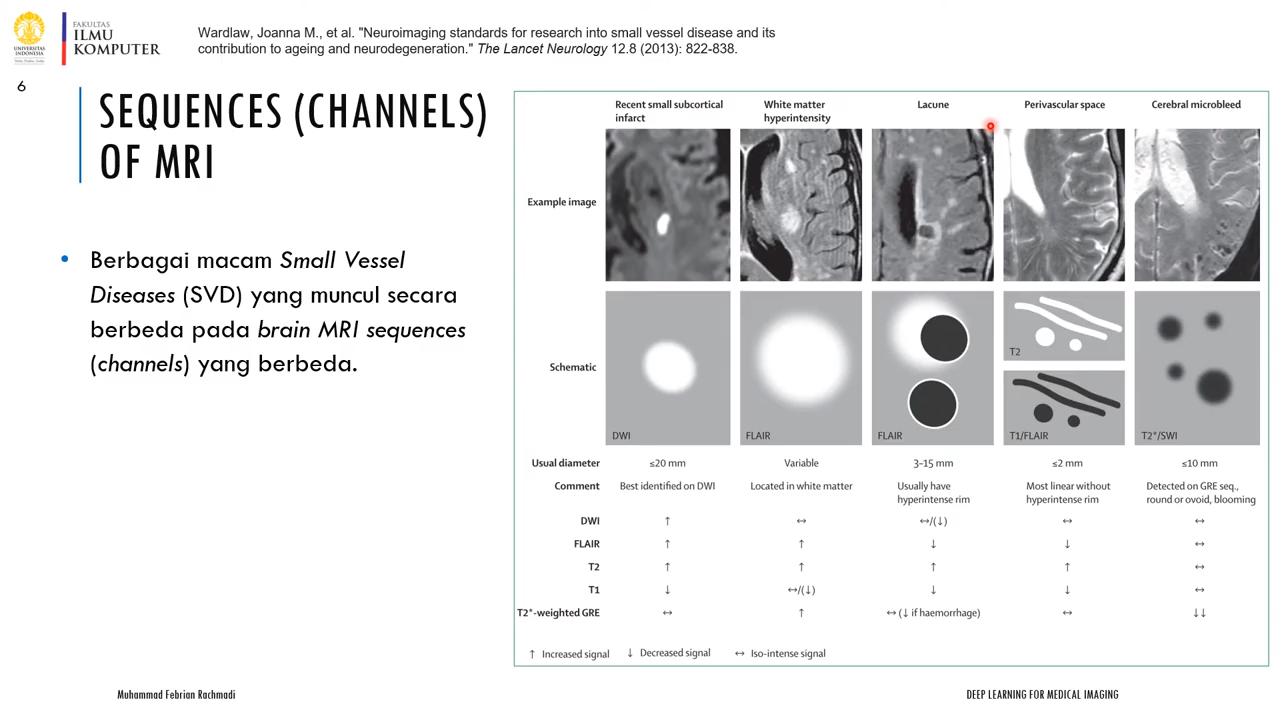 UNIVERSITAS
INDONESIA
FAKULTAS
ILMU
KOMPUTER
Wardlaw, Joanna M., et al. "Neuroimaging standards for research into small vessel disease and its
contribution to ageing and neurodegeneration." The Lancet Neurology 12.8 (2013): 822-838.
6
SEQUENCES (CHANNELS)
OF MRI
• Berbagai macam Small Vessel
Diseases (SVD) yang muncul secara
berbeda pada brain MRI sequences
(channels) yang berbeda.
Recent small subcortical infarct White matter hyperintensity Lacune Perivascular space Cerebral microbleed
Example image
Schematic
DWI FLAIR FLAIR T2 T1/FLAIR T2*/SWI
Usual diameter ≤20 mm Variable 3–15 mm ≤2 mm ≤10 mm
Comment Best identified on DWI Located in white matter Usually have hyperintense rim Most linear without hyperintense rim Detected on GRE seq., round or ovoid, blooming
DWI ↑ ↔ ↔/(↓) ↔ ↔
FLAIR ↑ ↑ ↓ ↓ ↔
T2 ↑ ↑ ↑ ↑ ↔
T1 ↓ ↔/(↓) ↓ ↓ ↔
T2*-weighted GRE ↔ ↑ ↔ (↓ if haemorrhage) ↔ ↓↓
↑ Increased signal ↓ Decreased signal ↔ Iso-intense signal
Muhammad Febrian Rachmadi
DEEP LEARNING FOR MEDICAL IMAGING